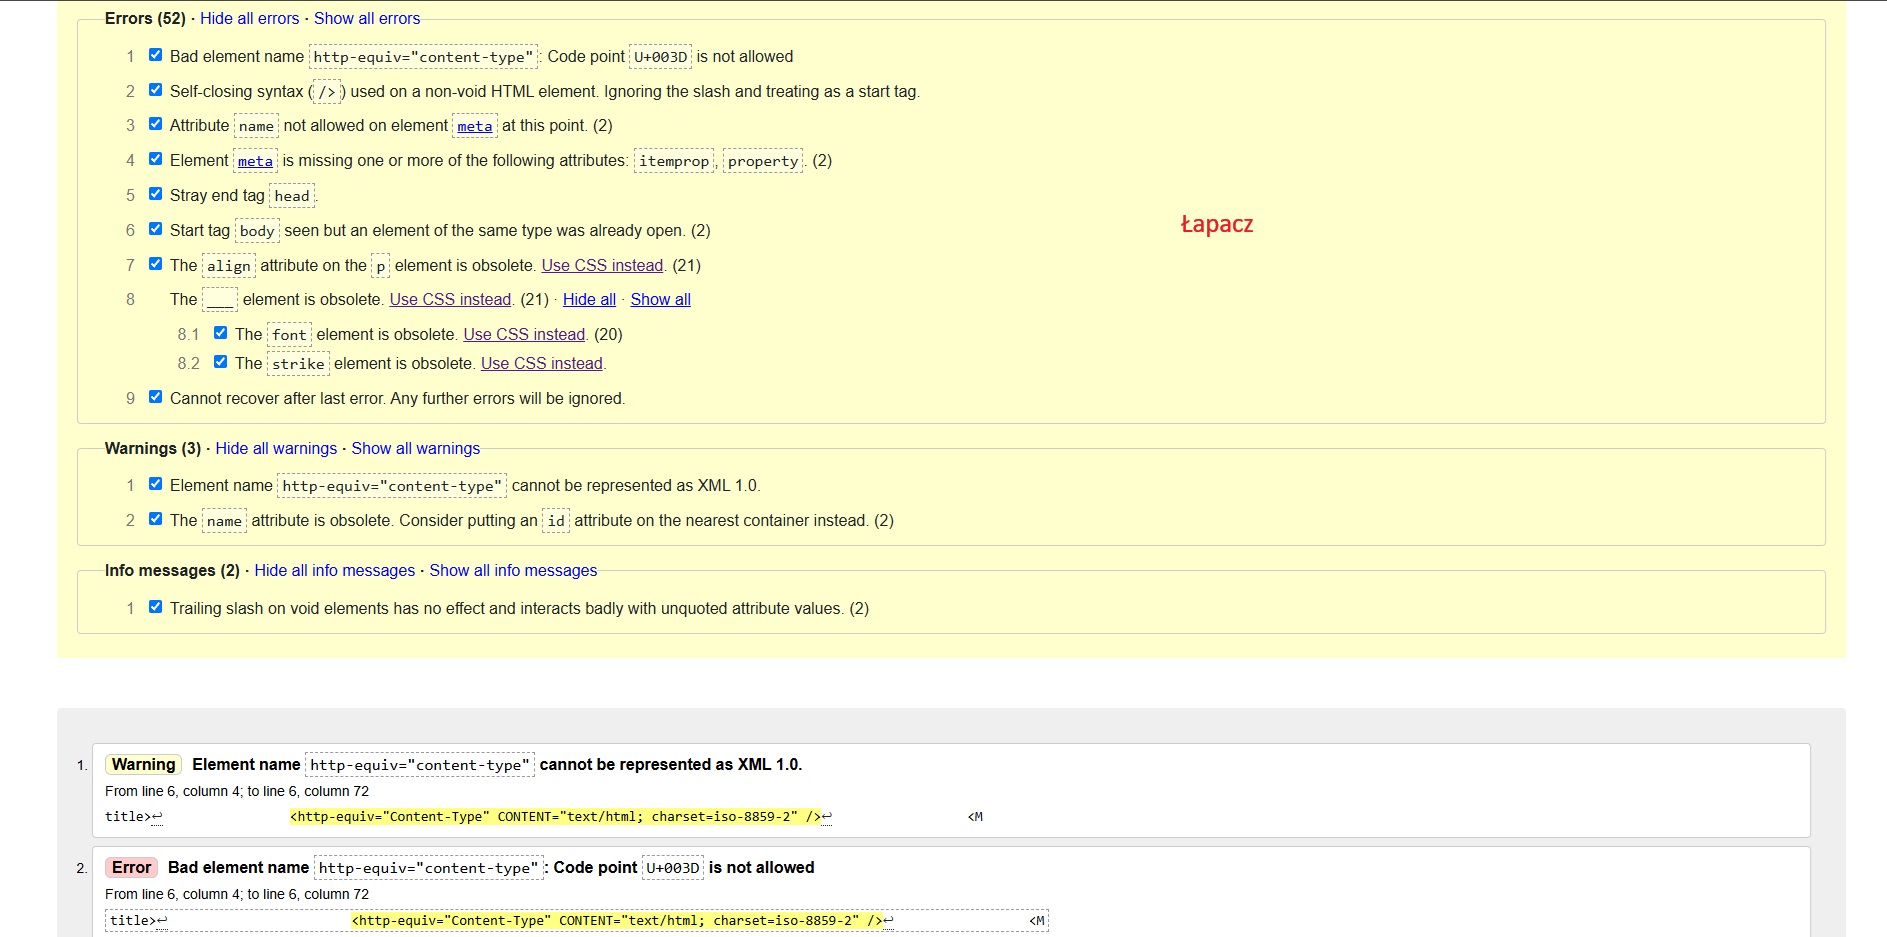 Errors (52) · Hide all errors · Show all errors
1 Bad element name http-equiv="content-type": Code point U+003D is not allowed
2 Self-closing syntax (/>) used on a non-void HTML element. Ignoring the slash and treating as a start tag.
3 Attribute name not allowed on element meta at this point. (2)
4 Element meta is missing one or more of the following attributes: itemprop, property. (2)
5 Stray end tag head.
Łapacz
6 Start tag body seen but an element of the same type was already open. (2)
7 The align attribute on the p element is obsolete. Use CSS instead. (21)
8 The ___ element is obsolete. Use CSS instead. (21) · Hide all · Show all
8.1 The font element is obsolete. Use CSS instead. (20)
8.2 The strike element is obsolete. Use CSS instead.
9 Cannot recover after last error. Any further errors will be ignored.
Warnings (3) · Hide all warnings · Show all warnings
1 Element name http-equiv="content-type" cannot be represented as XML 1.0.
2 The name attribute is obsolete. Consider putting an id attribute on the nearest container instead. (2)
Info messages (2) · Hide all info messages · Show all info messages
1 Trailing slash on void elements has no effect and interacts badly with unquoted attribute values. (2)
1. Warning Element name http-equiv="content-type" cannot be represented as XML 1.0.
From line 6, column 4; to line 6, column 72
title>↩ <http-equiv="Content-Type" CONTENT="text/html; charset=iso-8859-2" />↩ <M
2. Error Bad element name http-equiv="content-type": Code point U+003D is not allowed
From line 6, column 4; to line 6, column 72
title>↩ <http-equiv="Content-Type" CONTENT="text/html; charset=iso-8859-2" />↩ <M